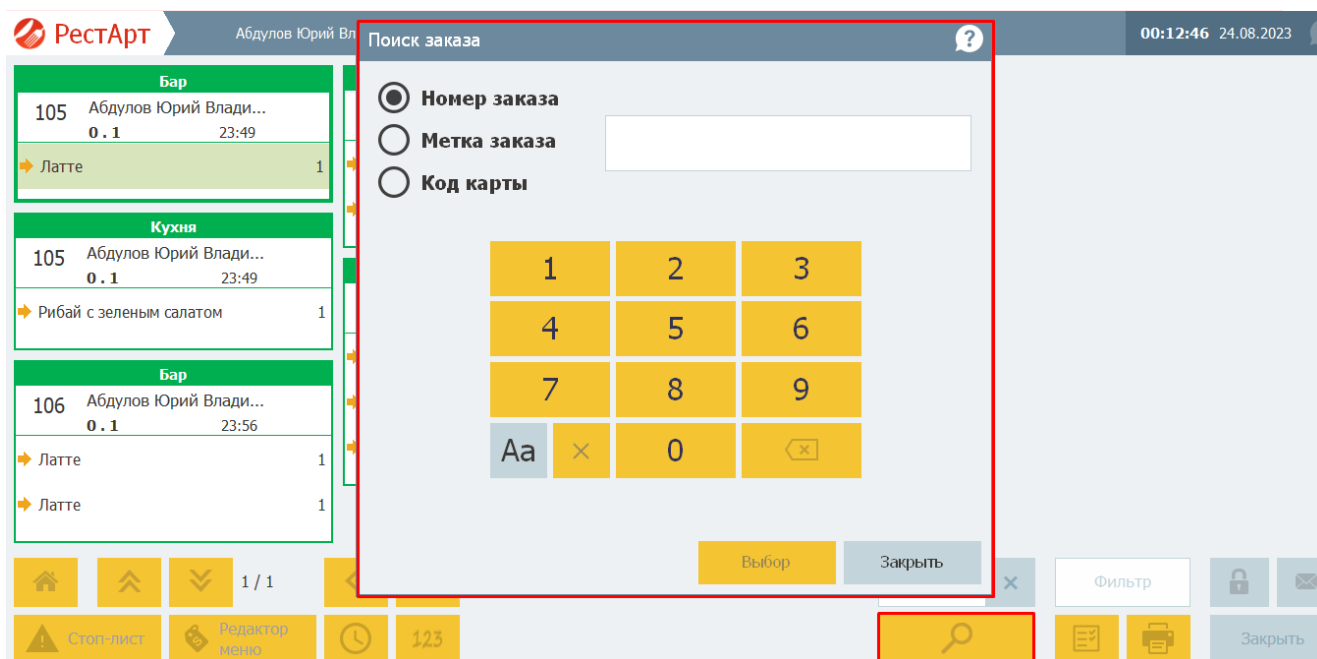 РестАрт
Абдулов Юрий Вл
Поиск заказа
?
00:12:46 24.08.2023
Бар
105 Абдулов Юрий Влади...
0.1 23:49
Латте 1
Кухня
105 Абдулов Юрий Влади...
0.1 23:49
Рибай с зеленым салатом 1
Бар
106 Абдулов Юрий Влади...
0.1 23:56
Латте 1
Латте 1
Номер заказа
Метка заказа
Код карты
1 2 3
4 5 6
7 8 9
Aa × 0 ×
Выбор Закрыть
1 / 1
× Фильтр
Стоп-лист
Редактор
меню
123
Закрыть